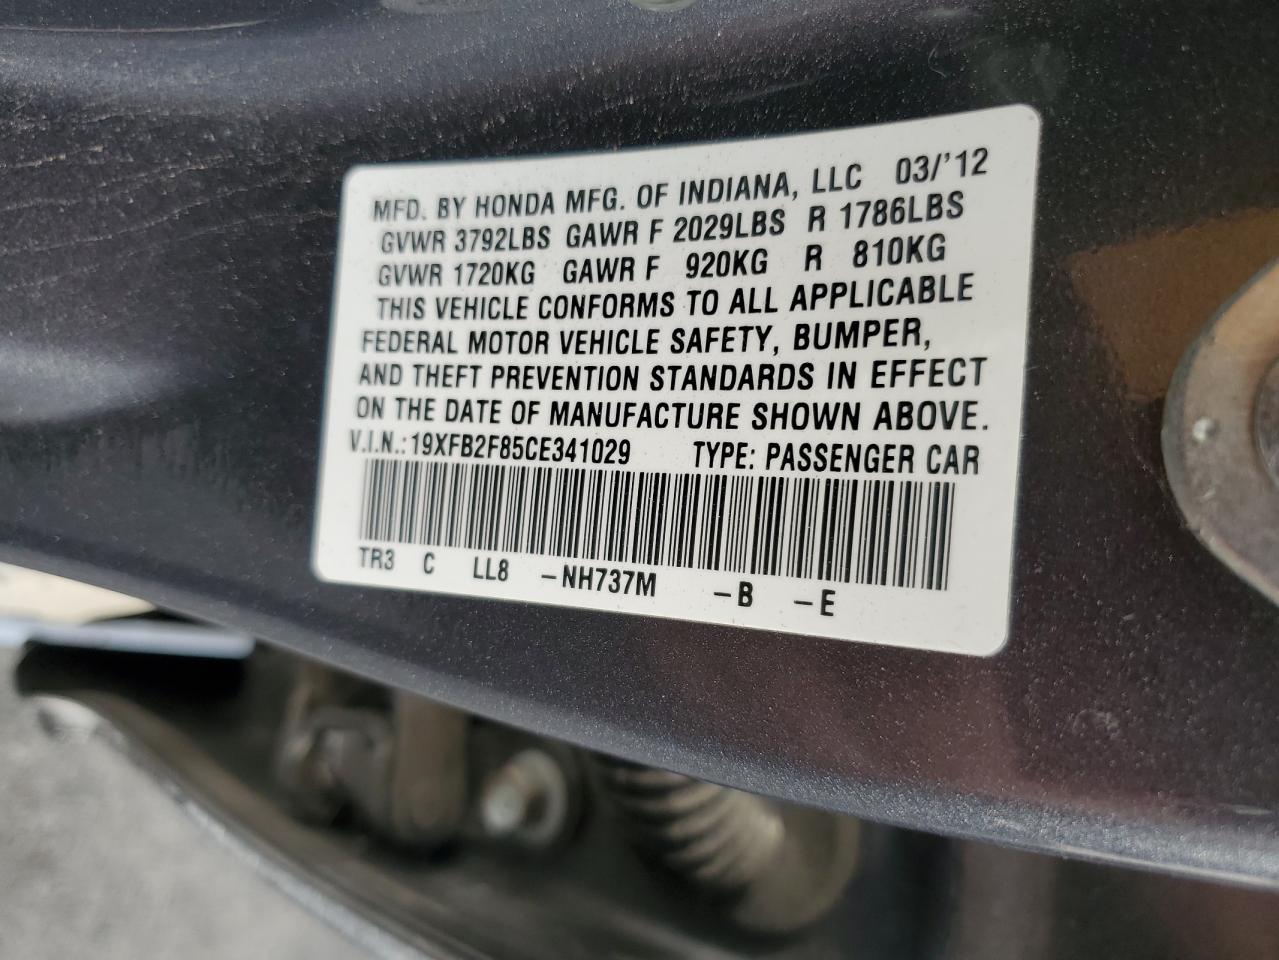 MFD. BY HONDA MFG. OF INDIANA, LLC 03/'12
GVWR 3792LBS GAWR F 2029LBS R 1786LBS
GVWR 1720KG GAWR F 920KG R 810KG
THIS VEHICLE CONFORMS TO ALL APPLICABLE
FEDERAL MOTOR VEHICLE SAFETY, BUMPER,
AND THEFT PREVENTION STANDARDS IN EFFECT
ON THE DATE OF MANUFACTURE SHOWN ABOVE.
V.I.N.:19XFB2F85CE341029 TYPE: PASSENGER CAR
TR3 C LL8 -NH737M -B -E